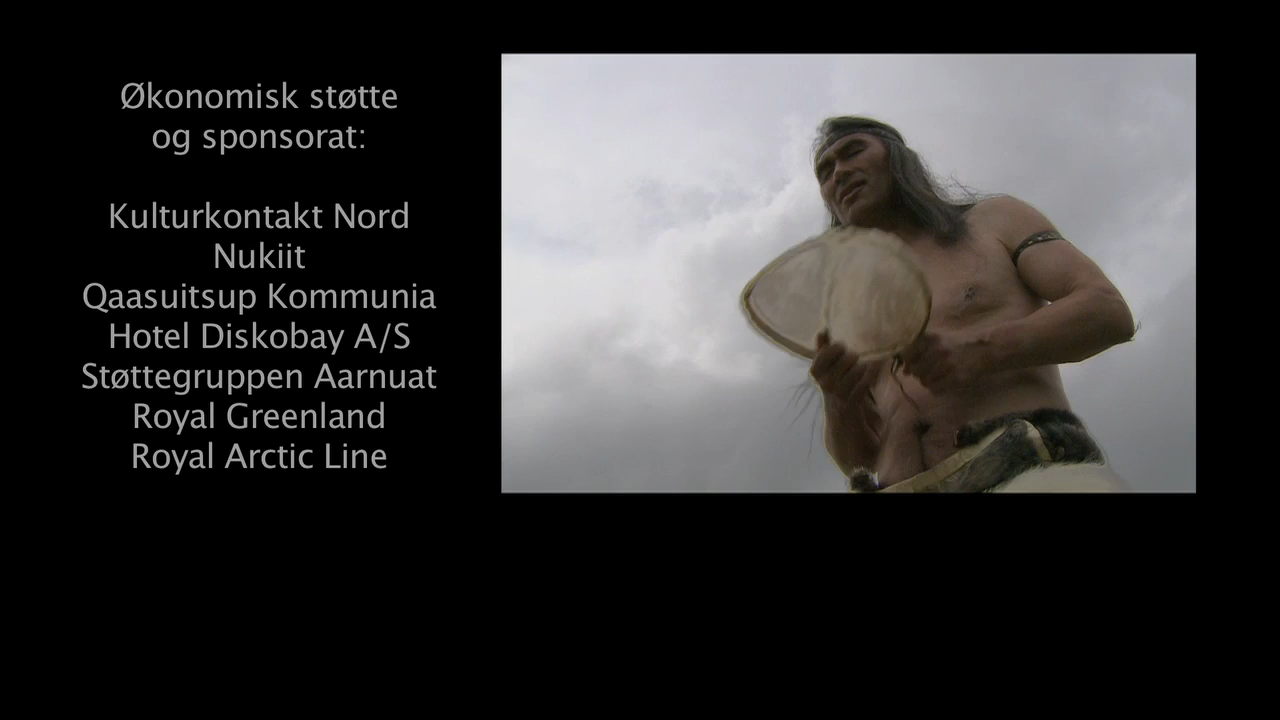 Økonomisk støtte
og sponsorat:
Kulturkontakt Nord
Nukiit
Qaasuitsup Kommunia
Hotel Diskobay A/S
Støttegruppen Aarnuat
Royal Greenland
Royal Arctic Line